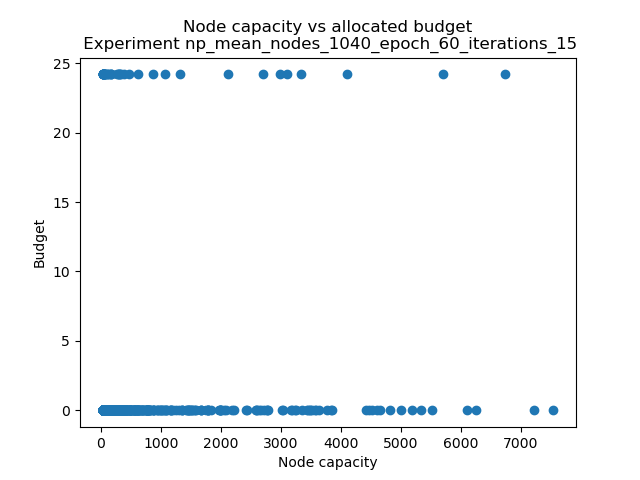 Node capacity vs allocated budget
Experiment np_mean_nodes_1040_epoch_60_iterations_15
25
20
15
10
5
0
Budget
0 1000 2000 3000 4000 5000 6000 7000
Node capacity